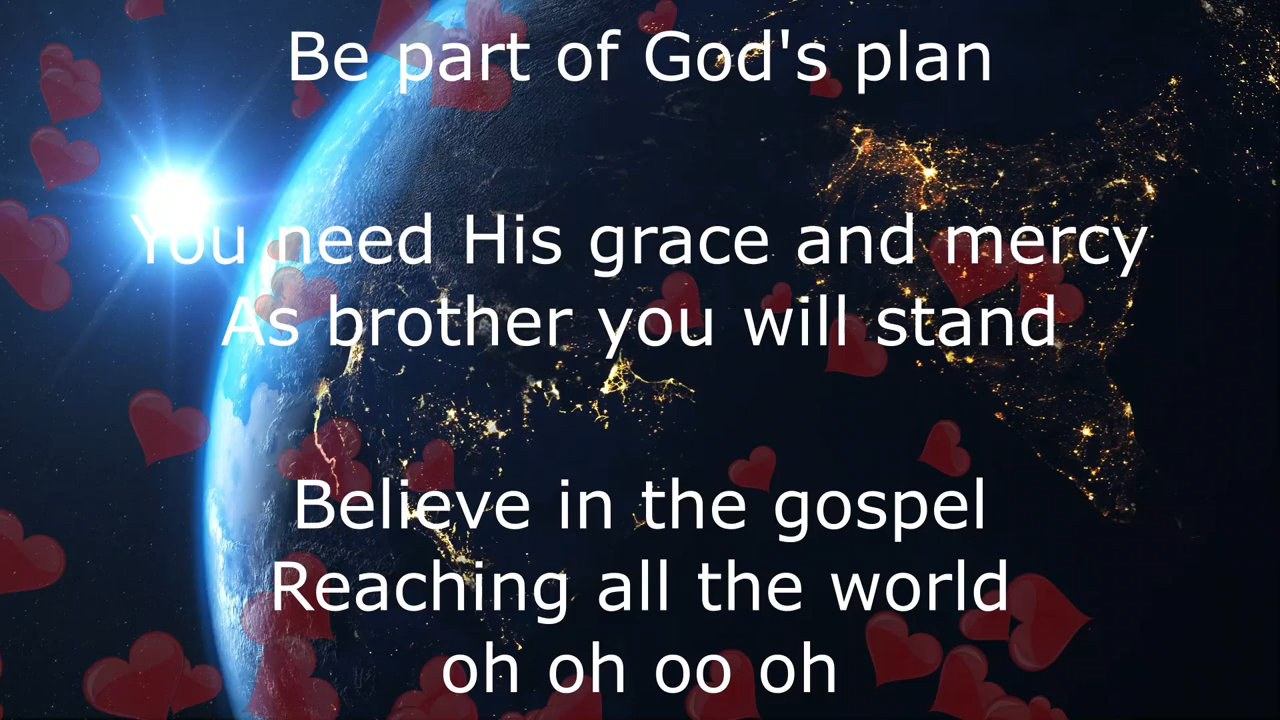 Be part of God's plan
You need His grace and mercy
As brother you will stand
Believe in the gospel
Reaching all the world
oh oh oo oh